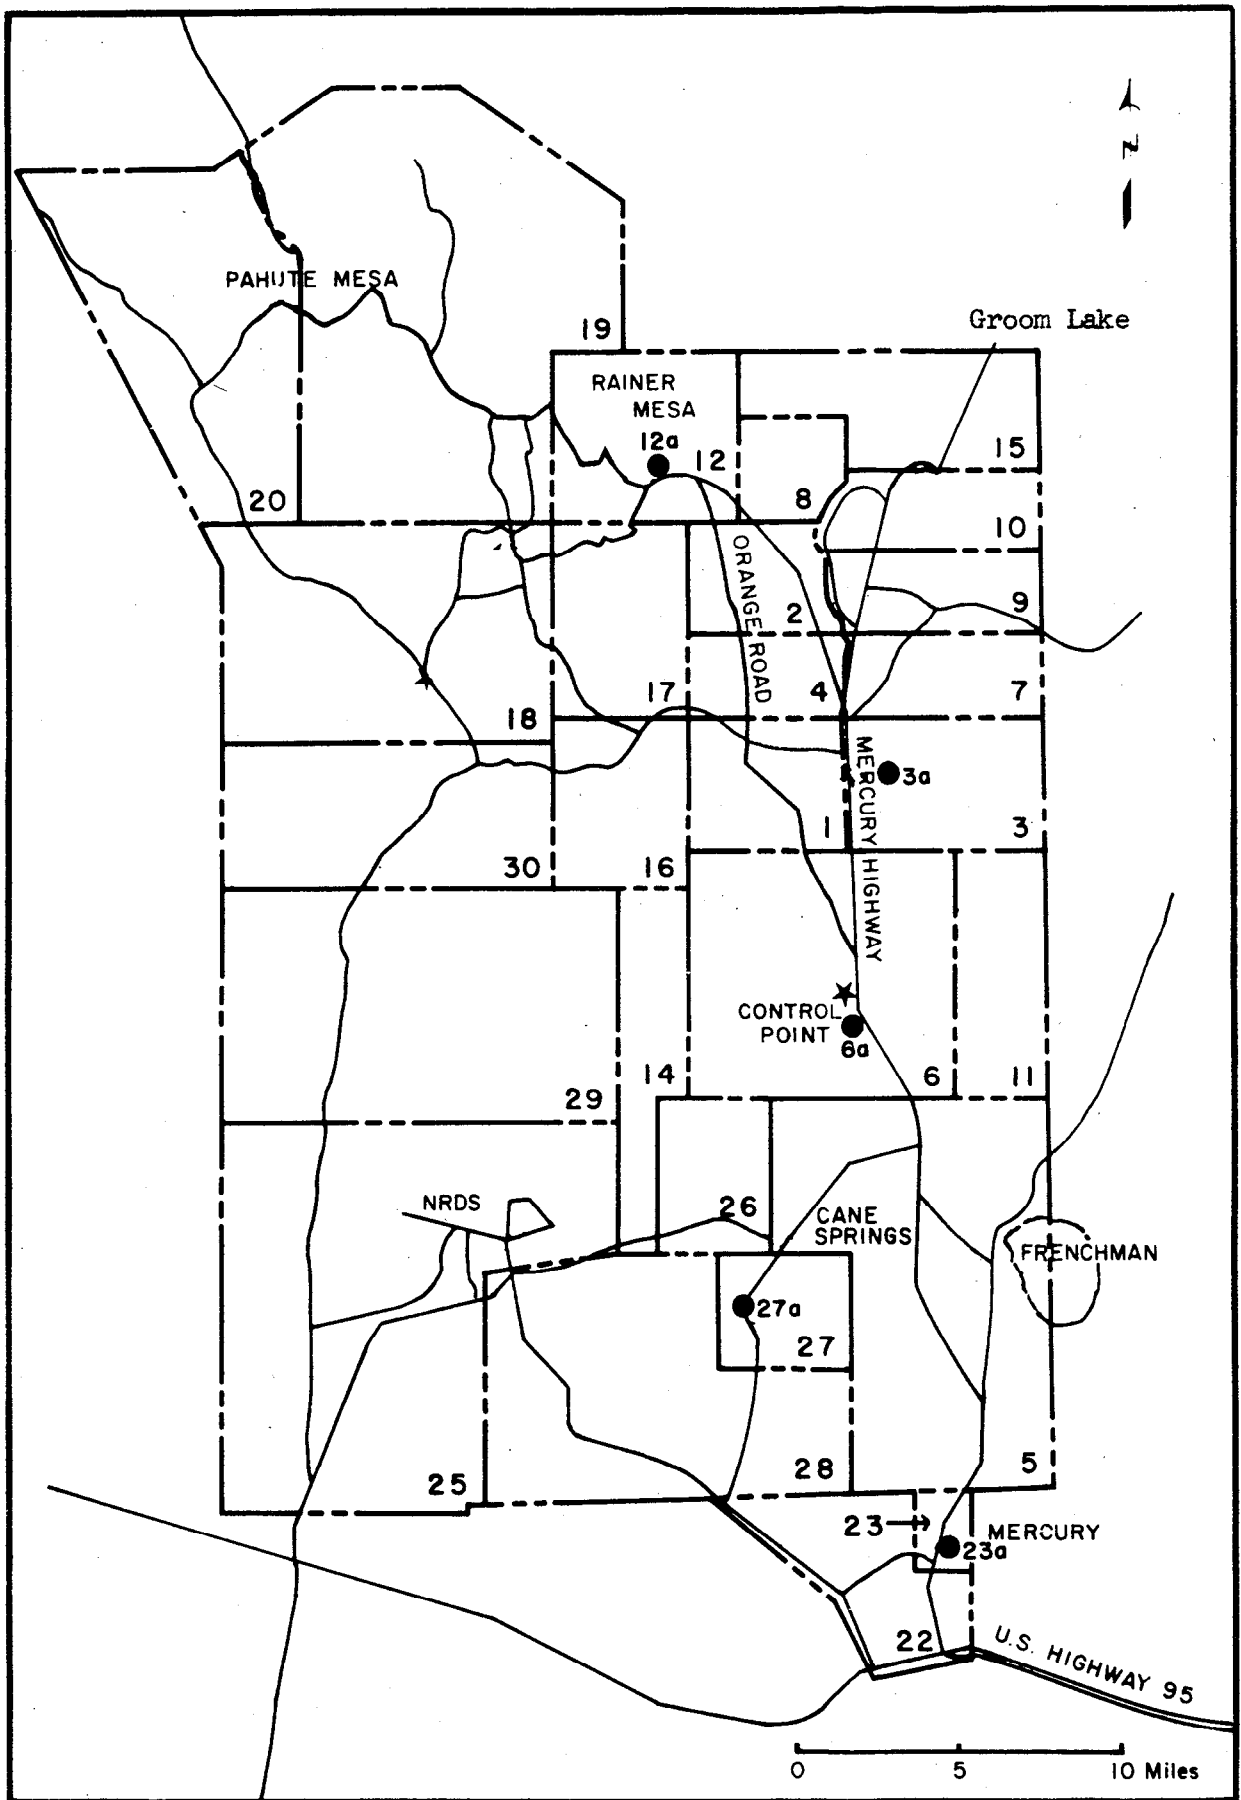 N
PAHUTE MESA
Groom Lake
19
RAINER
MESA
12a
12
15
20
8
10
ORANGE ROAD
2
9
17
4
7
18
MERCURY HIGHWAY
3a
1
3
30
16
CONTROL
POINT
6a
14
6
11
29
NRDS
26
CANE
SPRINGS
FRENCHMAN
27a
27
25
28
5
23
MERCURY
23a
22
U.S. HIGHWAY 95
0 5 10 Miles